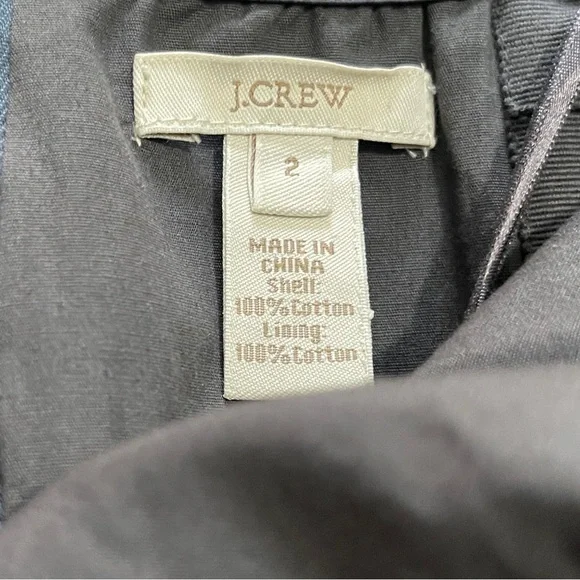 J.CREW
2
MADE IN
CHINA
Shell:
100% Cotton
Lining:
100% Cotton